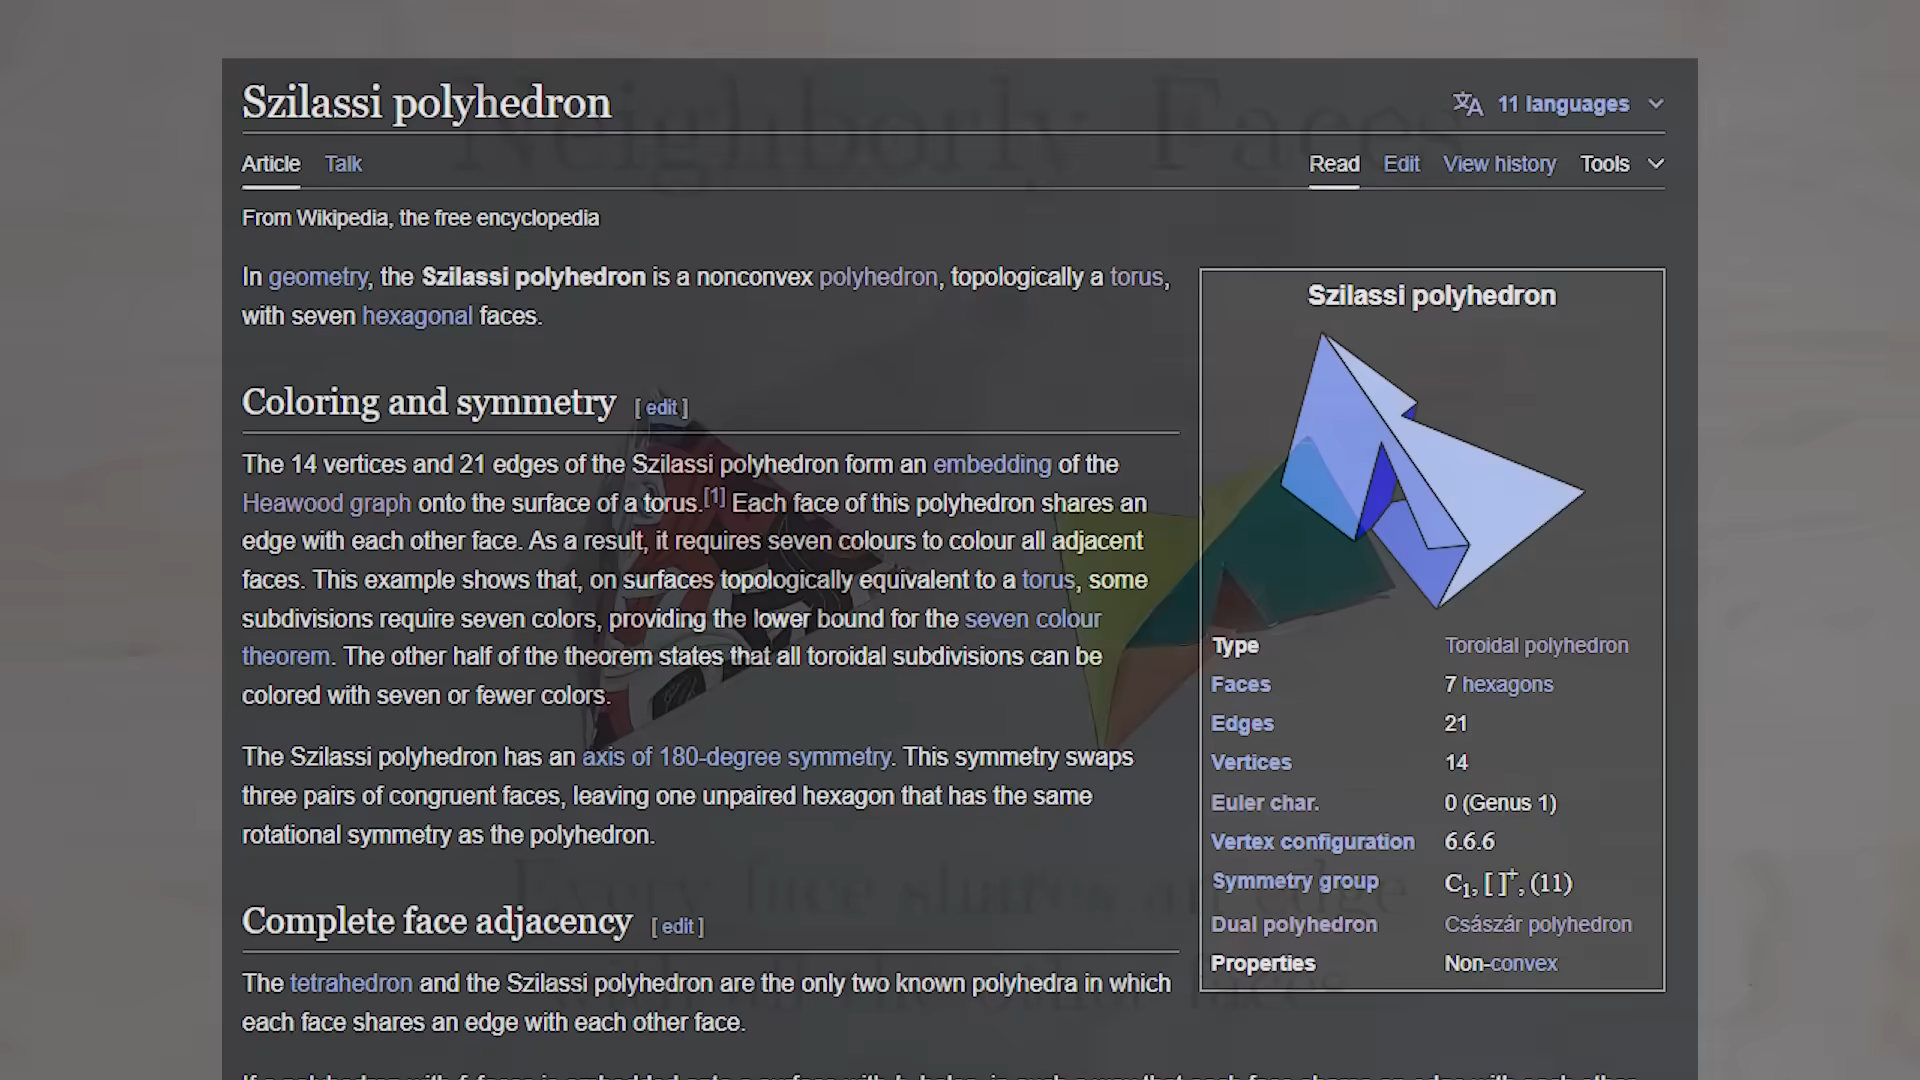 Szilassi polyhedron
11 languages
Article Talk
Read Edit View history Tools
From Wikipedia, the free encyclopedia
In geometry, the Szilassi polyhedron is a nonconvex polyhedron, topologically a torus,
with seven hexagonal faces.
Coloring and symmetry [ edit ]
The 14 vertices and 21 edges of the Szilassi polyhedron form an embedding of the
Heawood graph onto the surface of a torus.[1] Each face of this polyhedron shares an
edge with each other face. As a result, it requires seven colours to colour all adjacent
faces. This example shows that, on surfaces topologically equivalent to a torus, some
subdivisions require seven colors, providing the lower bound for the seven colour
theorem. The other half of the theorem states that all toroidal subdivisions can be
colored with seven or fewer colors.
The Szilassi polyhedron has an axis of 180-degree symmetry. This symmetry swaps
three pairs of congruent faces, leaving one unpaired hexagon that has the same
rotational symmetry as the polyhedron.
Complete face adjacency [ edit ]
The tetrahedron and the Szilassi polyhedron are the only two known polyhedra in which
each face shares an edge with each other face.
Szilassi polyhedron
Type Toroidal polyhedron
Faces 7 hexagons
Edges 21
Vertices 14
Euler char. 0 (Genus 1)
Vertex configuration 6.6.6
Symmetry group C1, [ ]+, (11)
Dual polyhedron Császár polyhedron
Properties Non-convex
Neighborly Faces
Every face shares an edge